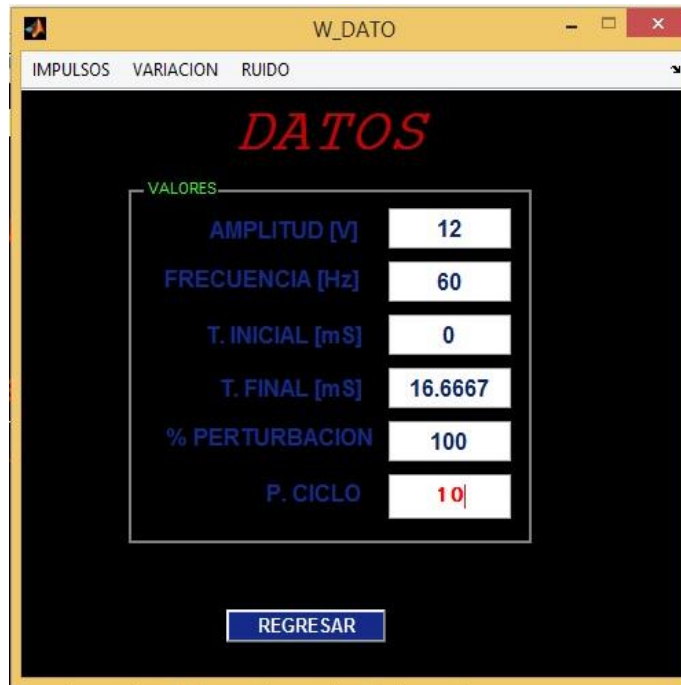 W_DATO
IMPULSOS VARIACION RUIDO
DATOS
VALORES
AMPLITUD [V] 12
FRECUENCIA [Hz] 60
T. INICIAL [mS] 0
T. FINAL [mS] 16.6667
% PERTURBACION 100
P. CICLO 10
REGRESAR